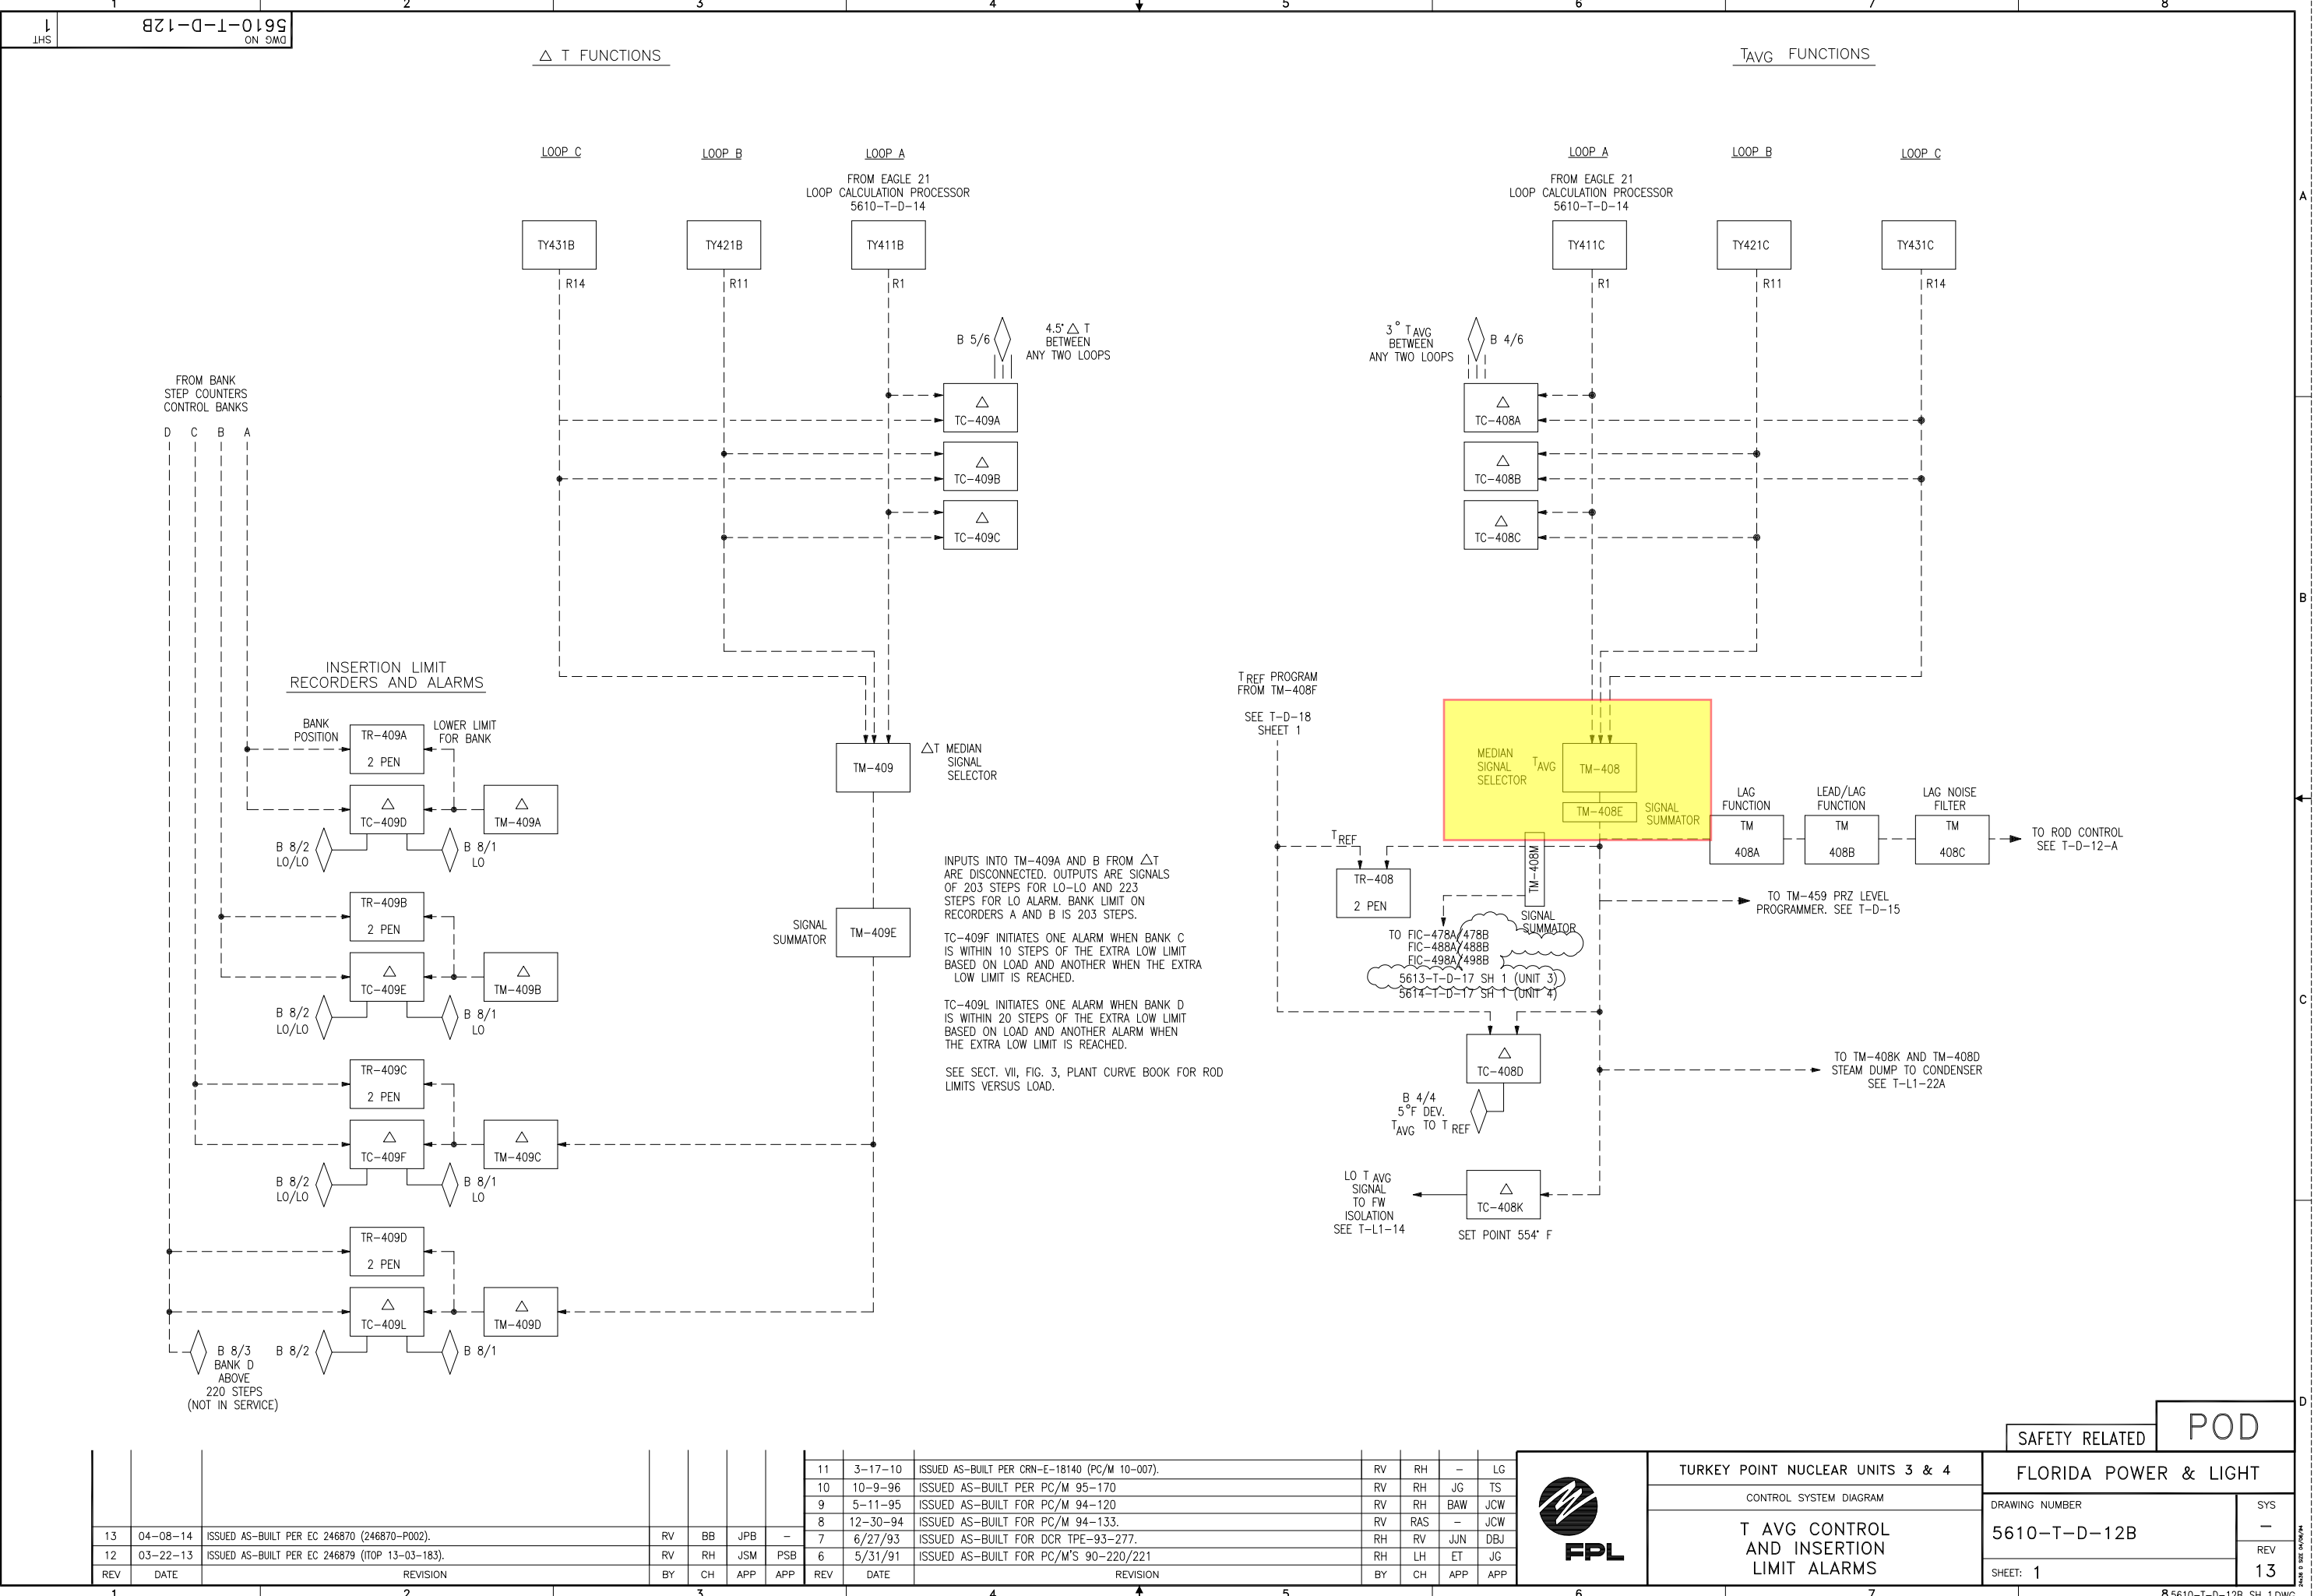 1 2 3 4 5 6 7 8
DWG NO
5610-T-D-12B
SHT
1
△ T FUNCTIONS
TAVG FUNCTIONS
LOOP C
LOOP B
LOOP A
FROM EAGLE 21
LOOP CALCULATION PROCESSOR
5610-T-D-14
TY431B
TY421B
TY411B
R14
R11
R1
LOOP A
FROM EAGLE 21
LOOP CALCULATION PROCESSOR
5610-T-D-14
LOOP B
LOOP C
TY411C
TY421C
TY431C
R1
R11
R14
B 5/6
4.5° △ T
BETWEEN
ANY TWO LOOPS
△
TC-409A
△
TC-409B
△
TC-409C
3° TAVG
BETWEEN
ANY TWO LOOPS
B 4/6
△
TC-408A
△
TC-408B
△
TC-408C
FROM BANK
STEP COUNTERS
CONTROL BANKS
D C B A
INSERTION LIMIT
RECORDERS AND ALARMS
BANK
POSITION
LOWER LIMIT
FOR BANK
TR-409A
2 PEN
△
TC-409D
△
TM-409A
B 8/2
LO/LO
B 8/1
LO
TR-409B
2 PEN
△
TC-409E
△
TM-409B
B 8/2
LO/LO
B 8/1
LO
TR-409C
2 PEN
△
TC-409F
△
TM-409C
B 8/2
LO/LO
B 8/1
LO
TR-409D
2 PEN
△
TC-409L
△
TM-409D
B 8/3
BANK D
ABOVE
220 STEPS
(NOT IN SERVICE)
B 8/2
B 8/1
TM-409
△T MEDIAN
SIGNAL
SELECTOR
SIGNAL
SUMMATOR
TM-409E
INPUTS INTO TM-409A AND B FROM △T
ARE DISCONNECTED. OUTPUTS ARE SIGNALS
OF 203 STEPS FOR LO-LO AND 223
STEPS FOR LO ALARM. BANK LIMIT ON
RECORDERS A AND B IS 203 STEPS.
TC-409F INITIATES ONE ALARM WHEN BANK C
IS WITHIN 10 STEPS OF THE EXTRA LOW LIMIT
BASED ON LOAD AND ANOTHER WHEN THE EXTRA
LOW LIMIT IS REACHED.
TC-409L INITIATES ONE ALARM WHEN BANK D
IS WITHIN 20 STEPS OF THE EXTRA LOW LIMIT
BASED ON LOAD AND ANOTHER ALARM WHEN
THE EXTRA LOW LIMIT IS REACHED.
SEE SECT. VII, FIG. 3, PLANT CURVE BOOK FOR ROD
LIMITS VERSUS LOAD.
TREF PROGRAM
FROM TM-408F
SEE T-D-18
SHEET 1
MEDIAN
SIGNAL
SELECTOR
TAVG
TM-408
TM-408E
SIGNAL
SUMMATOR
LAG
FUNCTION
TM
408A
LEAD/LAG
FUNCTION
TM
408B
LAG NOISE
FILTER
TM
408C
TO ROD CONTROL
SEE T-D-12-A
TREF
TR-408
2 PEN
TM-408M
SIGNAL
SUMMATOR
TO TM-459 PRZ LEVEL
PROGRAMMER. SEE T-D-15
TO FIC-478A/478B
FIC-488A/488B
FIC-498A/498B
5613-T-D-17 SH 1 (UNIT 3)
5614-T-D-17 SH 1 (UNIT 4)
△
TC-408D
B 4/4
5°F DEV.
TAVG TO TREF
TO TM-408K AND TM-408D
STEAM DUMP TO CONDENSER
SEE T-L1-22A
LO TAVG
SIGNAL
TO FW
ISOLATION
SEE T-L1-14
△
TC-408K
SET POINT 554° F
A
B
C
D
SAFETY RELATED
POD
13 04-08-14 ISSUED AS-BUILT PER EC 246870 (246870-P002). RV BB JPB -
12 03-22-13 ISSUED AS-BUILT PER EC 246879 (ITOP 13-03-183). RV RH JSM PSB
REV DATE REVISION BY CH APP APP
11 3-17-10 ISSUED AS-BUILT PER CRN-E-18140 (PC/M 10-007). RV RH - LG
10 10-9-96 ISSUED AS-BUILT PER PC/M 95-170 RV RH JG TS
9 5-11-95 ISSUED AS-BUILT FOR PC/M 94-120 RV RH BAW JCW
8 12-30-94 ISSUED AS-BUILT FOR PC/M 94-133. RV RAS - JCW
7 6/27/93 ISSUED AS-BUILT FOR DCR TPE-93-277. RH RV JJN DBJ
6 5/31/91 ISSUED AS-BUILT FOR PC/M'S 90-220/221 RH LH ET JG
REV DATE REVISION BY CH APP APP
FPL
TURKEY POINT NUCLEAR UNITS 3 & 4
CONTROL SYSTEM DIAGRAM
T AVG CONTROL
AND INSERTION
LIMIT ALARMS
FLORIDA POWER & LIGHT
DRAWING NUMBER
5610-T-D-12B
SYS
-
REV
13
SHEET: 1
1 2 3 4 5 6 7 8
5610-T-D-12B SH 1.DWG